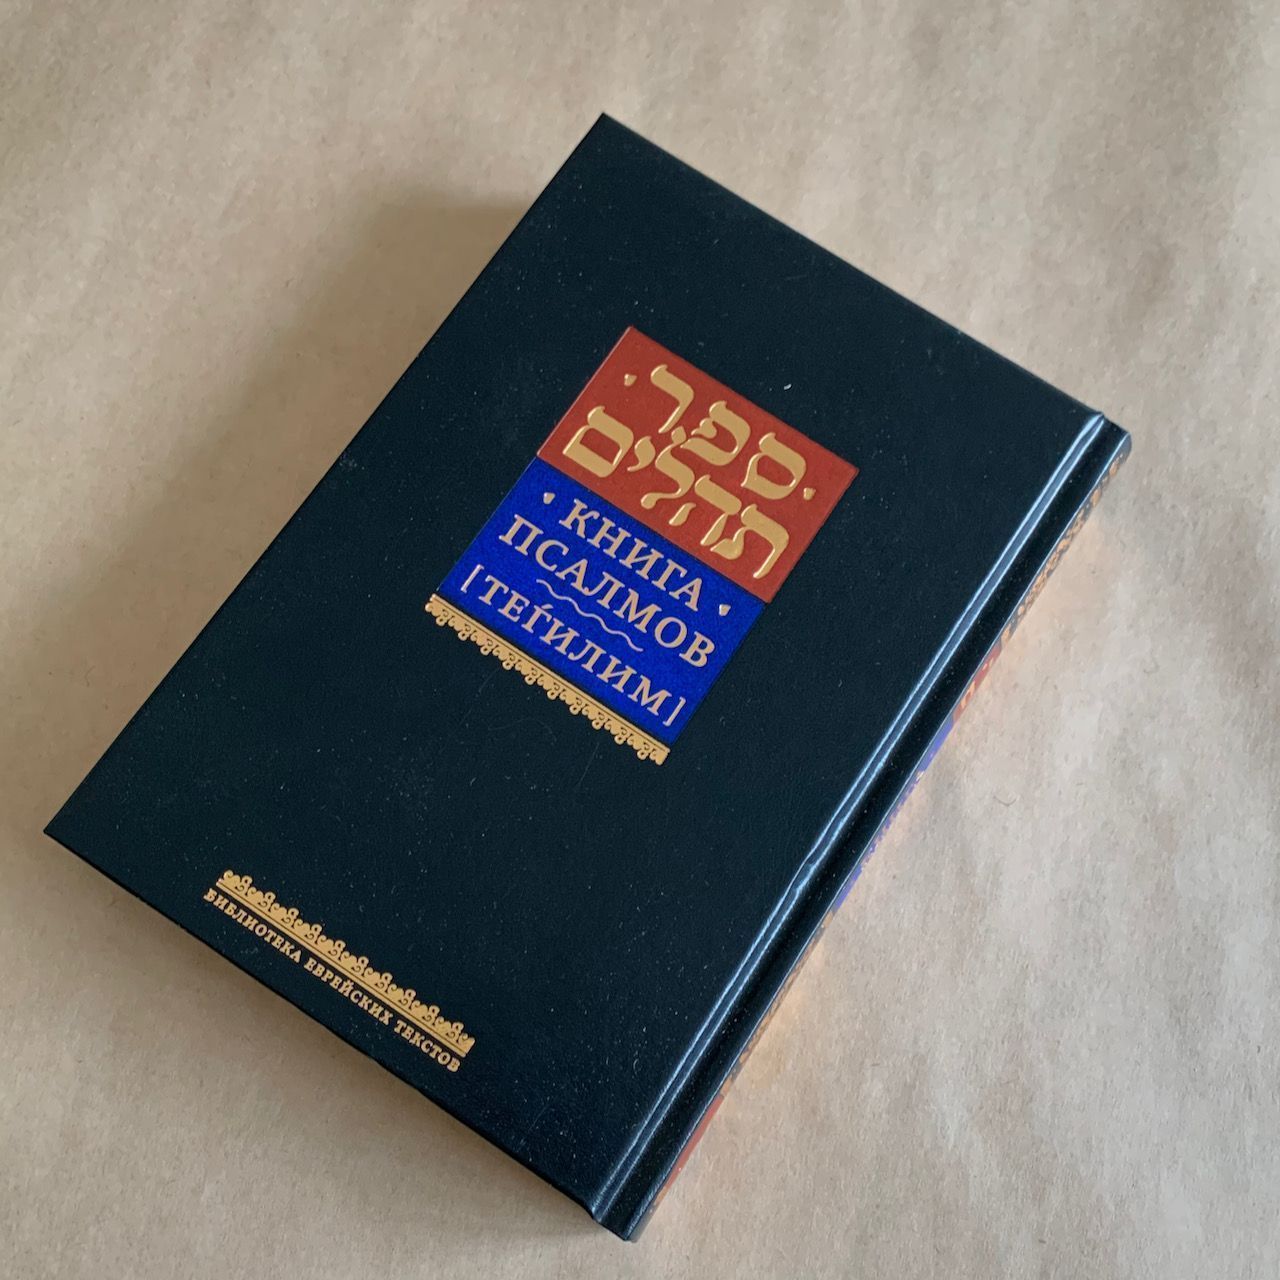 ספר
תהלים
КНИГА
ПСАЛМОВ
[ТЕЃИЛИМ]
БИБЛИОТЕКА ЕВРЕЙСКИХ ТЕКСТОВ